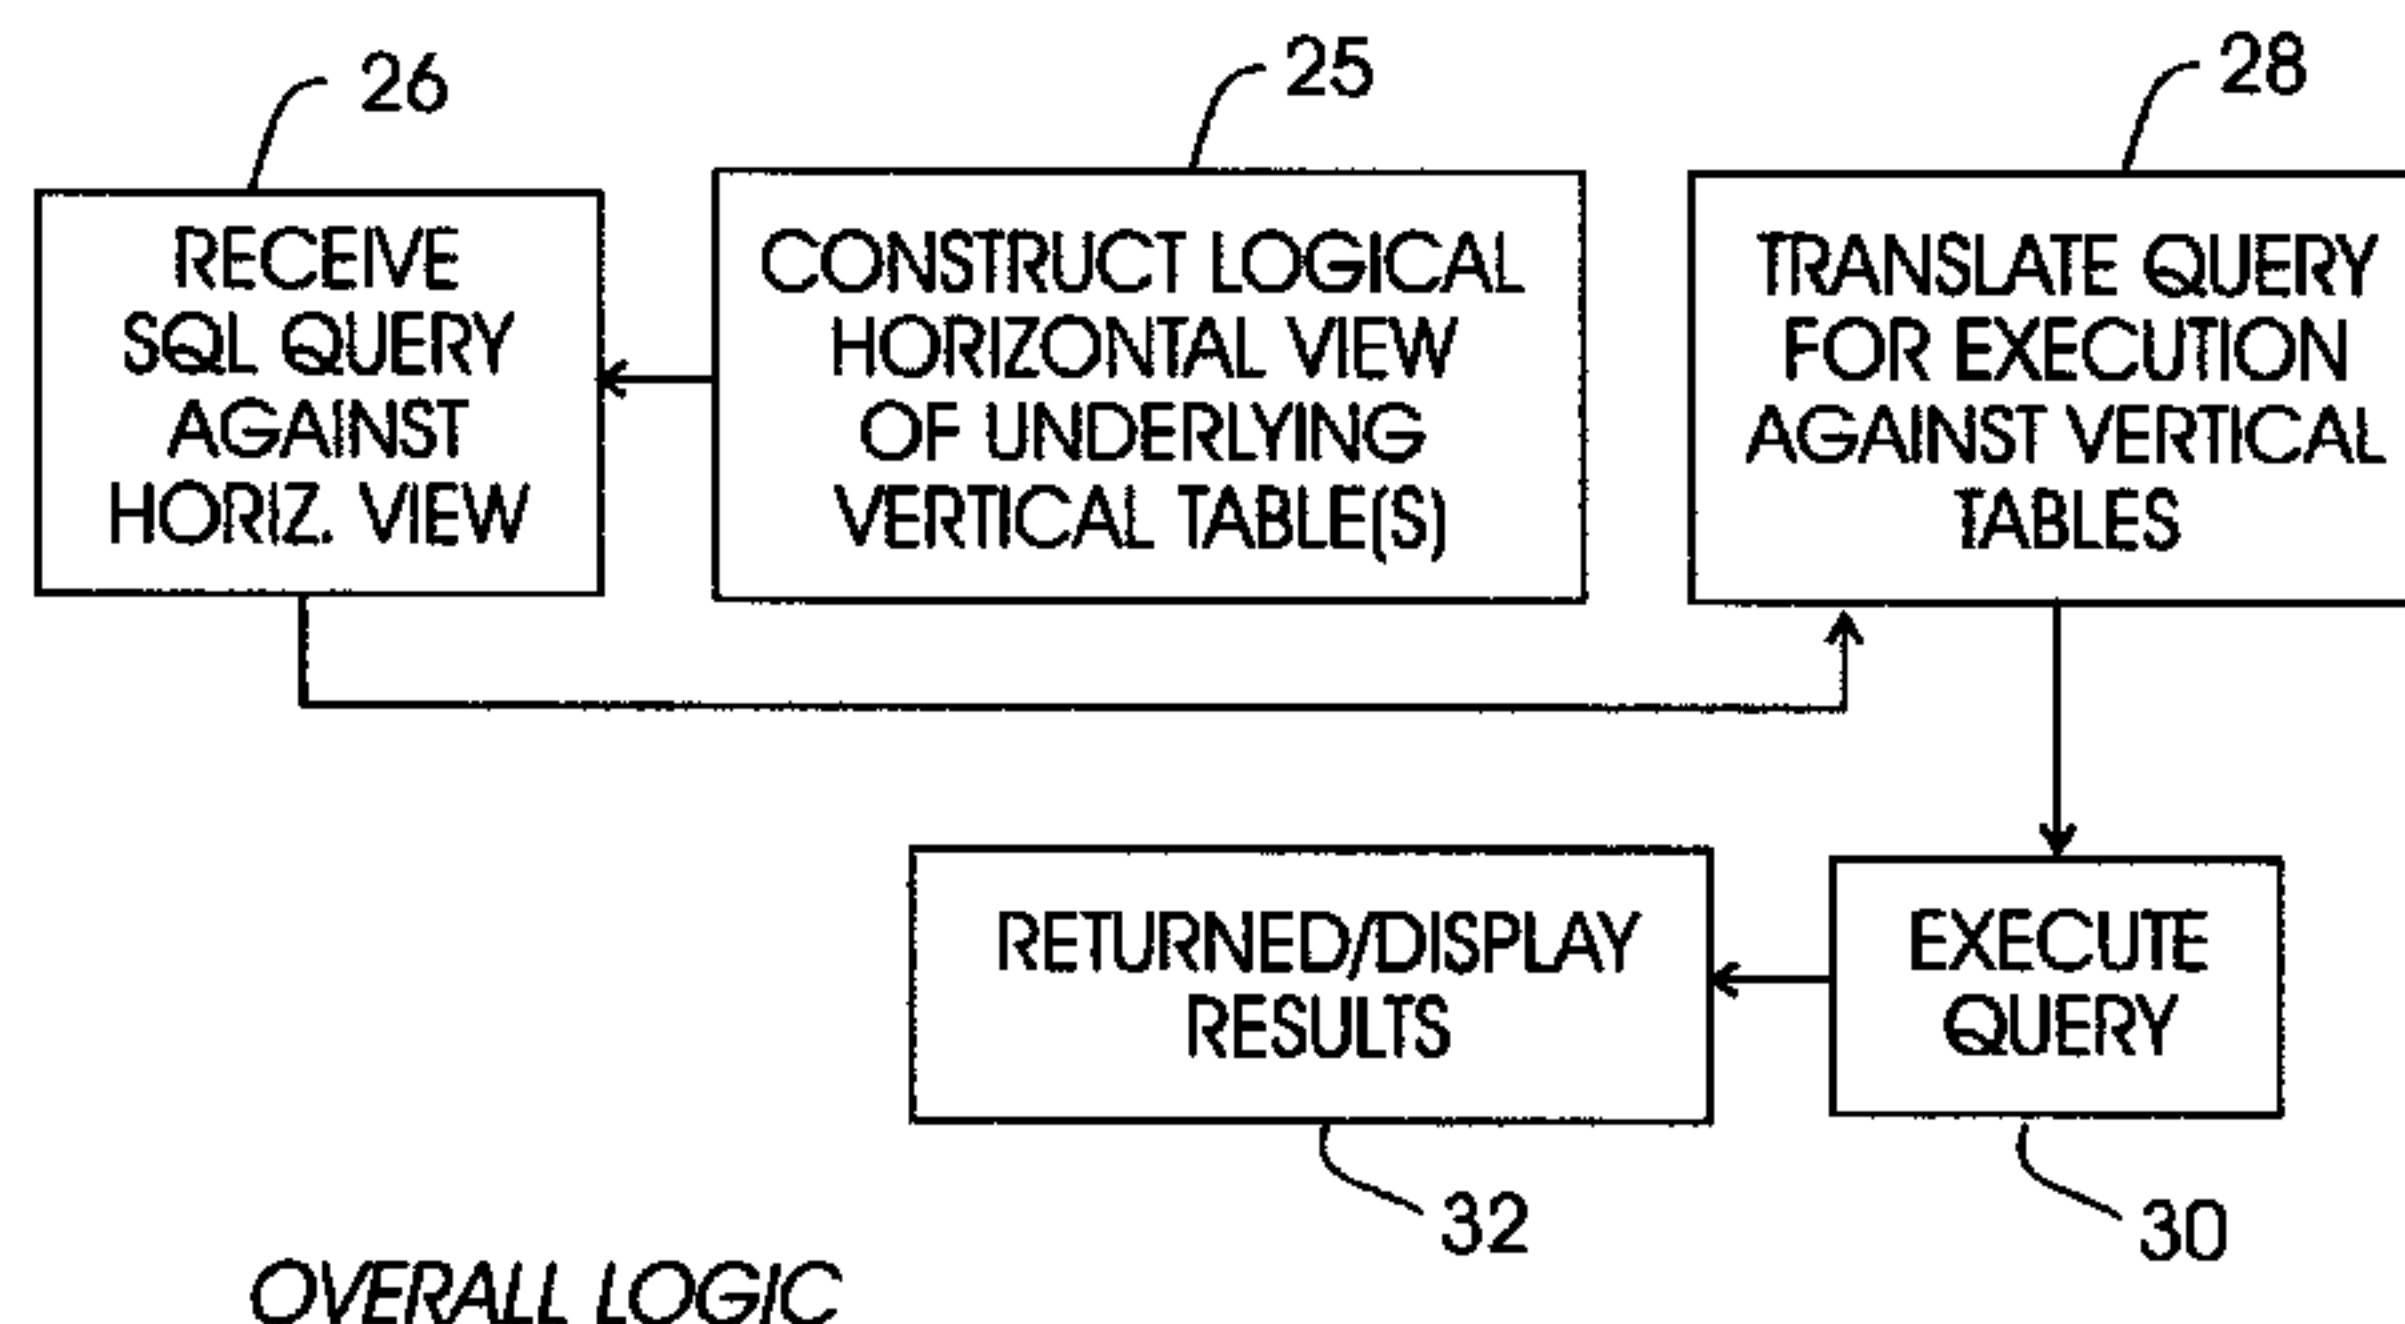 26
25
28
RECEIVE
SQL QUERY
AGAINST
HORIZ. VIEW
CONSTRUCT LOGICAL
HORIZONTAL VIEW
OF UNDERLYING
VERTICAL TABLE(S)
TRANSLATE QUERY
FOR EXECUTION
AGAINST VERTICAL
TABLES
RETURNED/DISPLAY
RESULTS
EXECUTE
QUERY
32
30
OVERALL LOGIC